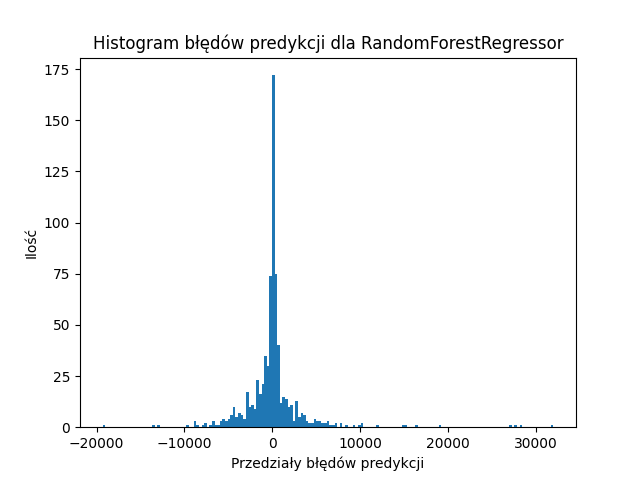 Histogram błędów predykcji dla RandomForestRegressor
175
150
125
100
75
50
25
0
Ilość
−20000 −10000 0 10000 20000 30000
Przedziały błędów predykcji